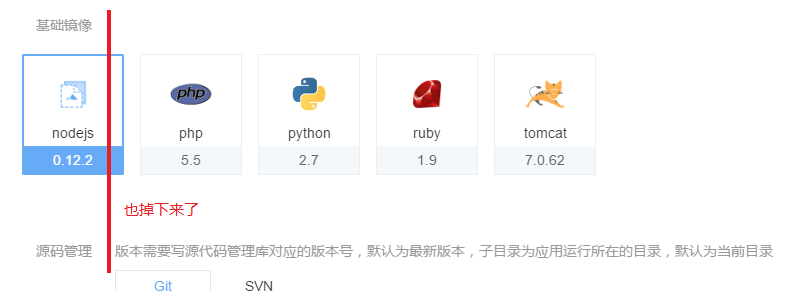 基础镜像
php
nodejs php python ruby tomcat
0.12.2 5.5 2.7 1.9 7.0.62
也掉下来了
源码管理 版本需要写源代码管理库对应的版本号，默认为最新版本，子目录为应用运行所在的目录，默认为当前目录
Git SVN